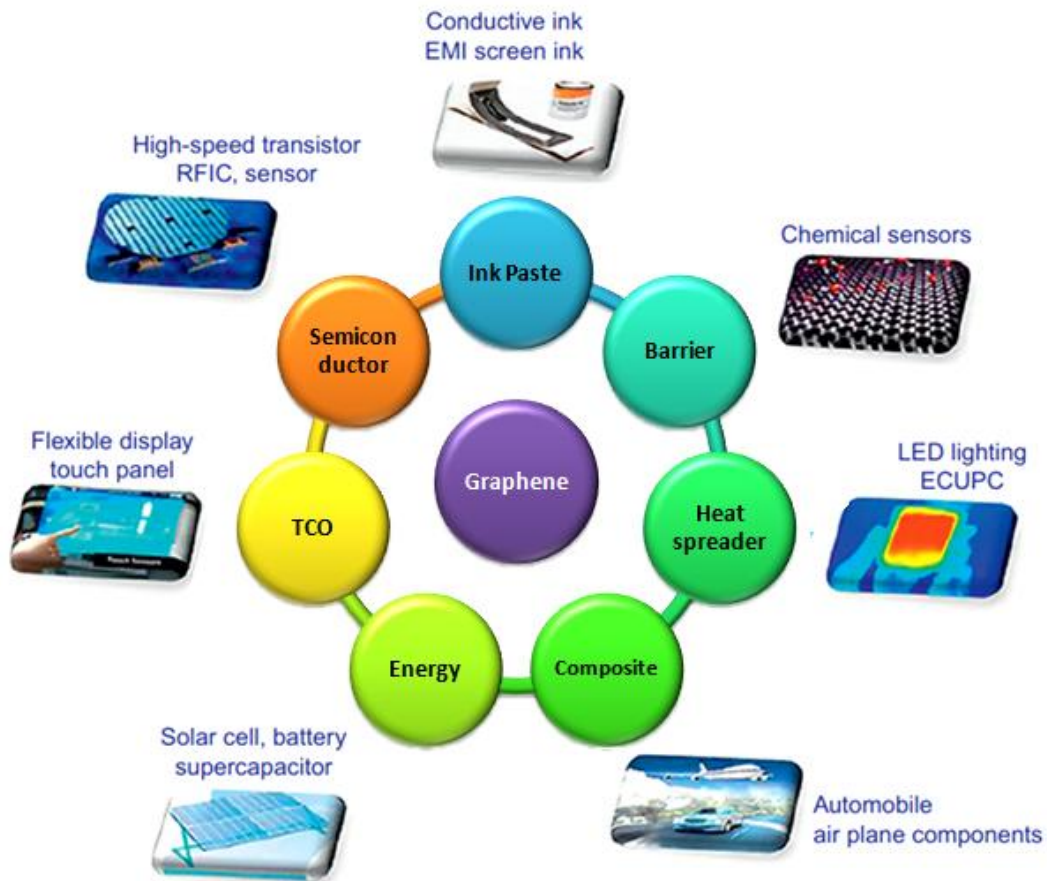 Conductive ink
EMI screen ink
High-speed transistor
RFIC, sensor
Chemical sensors
Ink Paste
Semicon
ductor
Barrier
Flexible display
touch panel
LED lighting
ECUPC
Graphene
TCO
Heat
spreader
Touch Sensors
Energy
Composite
Solar cell, battery
supercapacitor
Automobile
air plane components